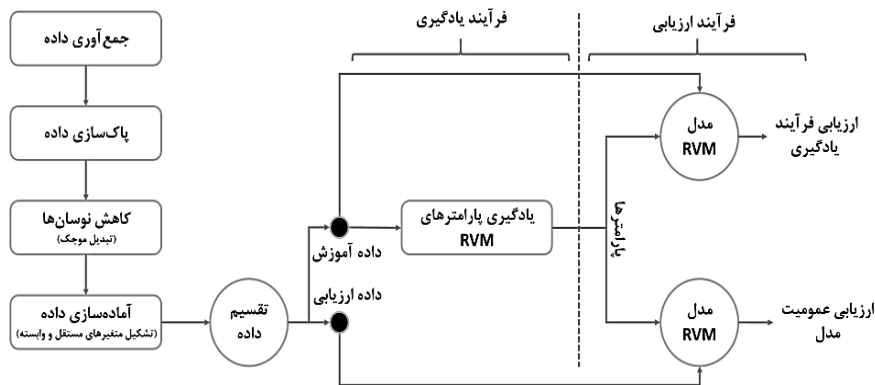 فرآیند یادگیری
فرآیند ارزیابی
جمع‌آوری داده
پاک‌سازی داده
کاهش نوسان‌ها
(تبدیل موجک)
آماده‌سازی داده
(تشکیل متغیرهای مستقل و وابسته)
تقسیم
داده
داده آموزش
داده ارزیابی
یادگیری پارامترهای
RVM
پارامترها
مدل
RVM
ارزیابی فرآیند
یادگیری
مدل
RVM
ارزیابی عمومیت
مدل